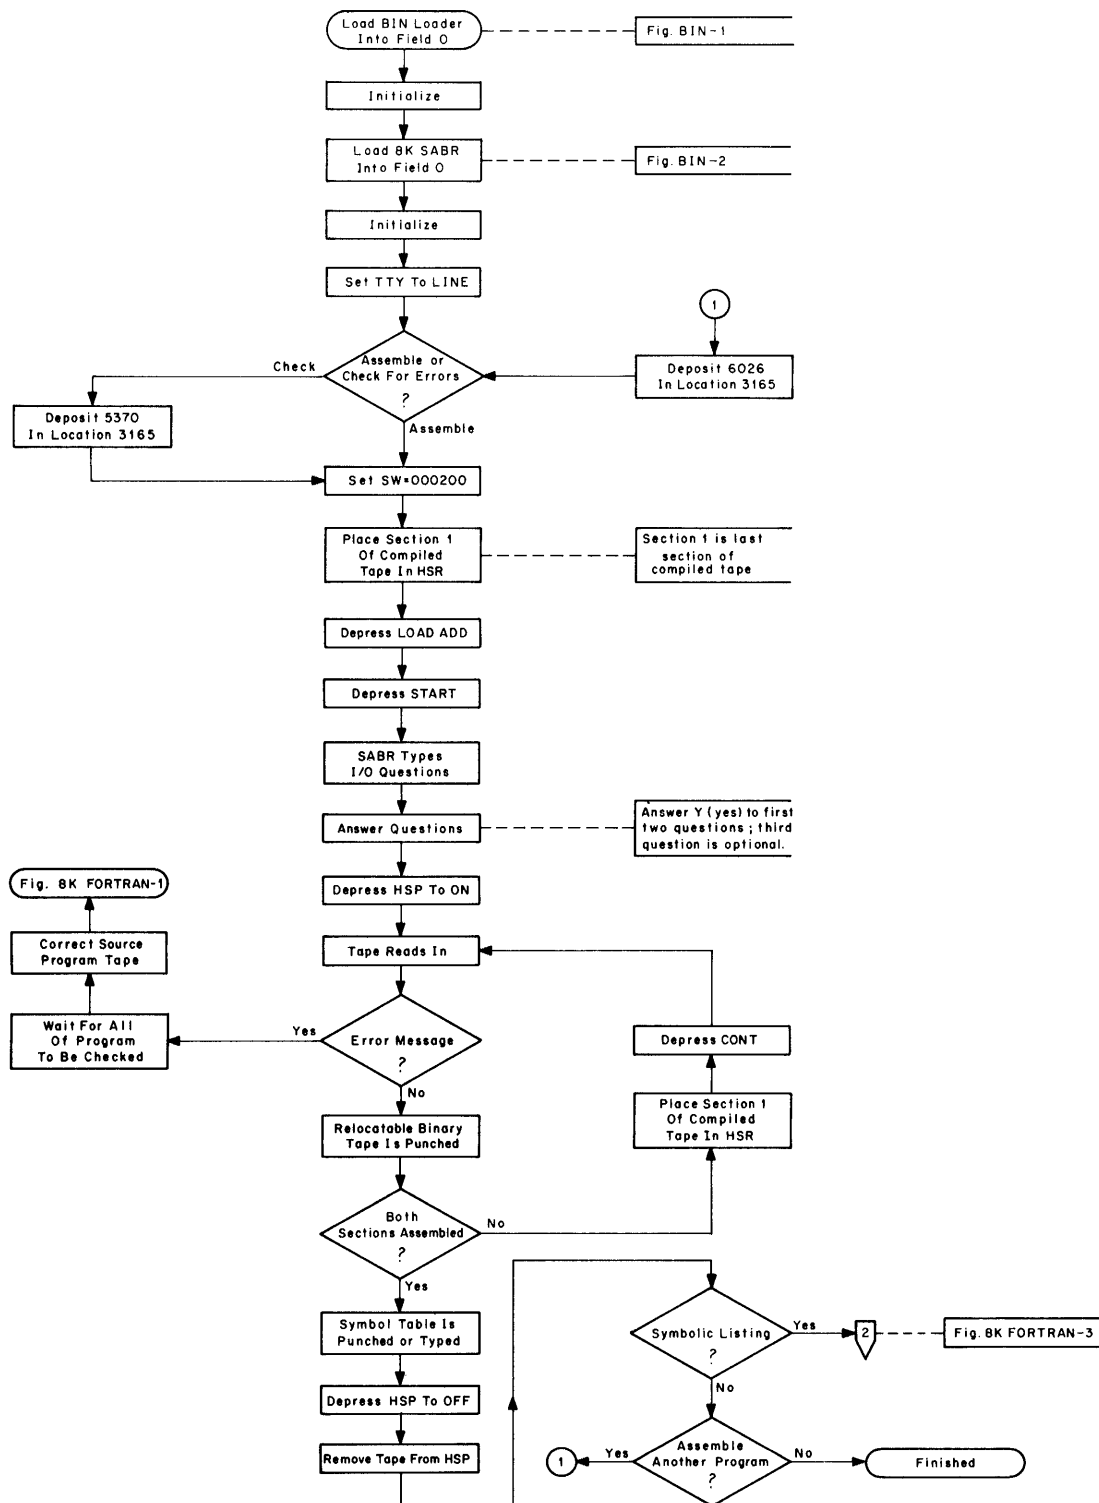 Load BIN Loader
Into Field 0
Fig. BIN-1
Initialize
Load 8K SABR
Into Field 0
Fig. BIN-2
Initialize
Set TTY To LINE
1
Assemble or
Check For Errors
?
Check
Deposit 6026
In Location 3165
Deposit 5370
In Location 3165
Assemble
Set SW=000200
Place Section 1
Of Compiled
Tape In HSR
Section 1 is last
section of
compiled tape
Depress LOAD ADD
Depress START
SABR Types
I/O Questions
Answer Questions
Answer Y (yes) to first
two questions; third
question is optional.
Fig. 8K FORTRAN-1
Depress HSP To ON
Correct Source
Program Tape
Tape Reads In
Wait For All
Of Program
To Be Checked
Yes
Error Message
?
Depress CONT
No
Relocatable Binary
Tape Is Punched
Place Section 1
Of Compiled
Tape In HSR
Both
Sections Assembled
?
No
Yes
Symbol Table Is
Punched or Typed
Symbolic Listing
?
Yes
2
Fig. 8K FORTRAN-3
No
Depress HSP To OFF
Remove Tape From HSP
1
Yes
Assemble
Another Program
?
No
Finished